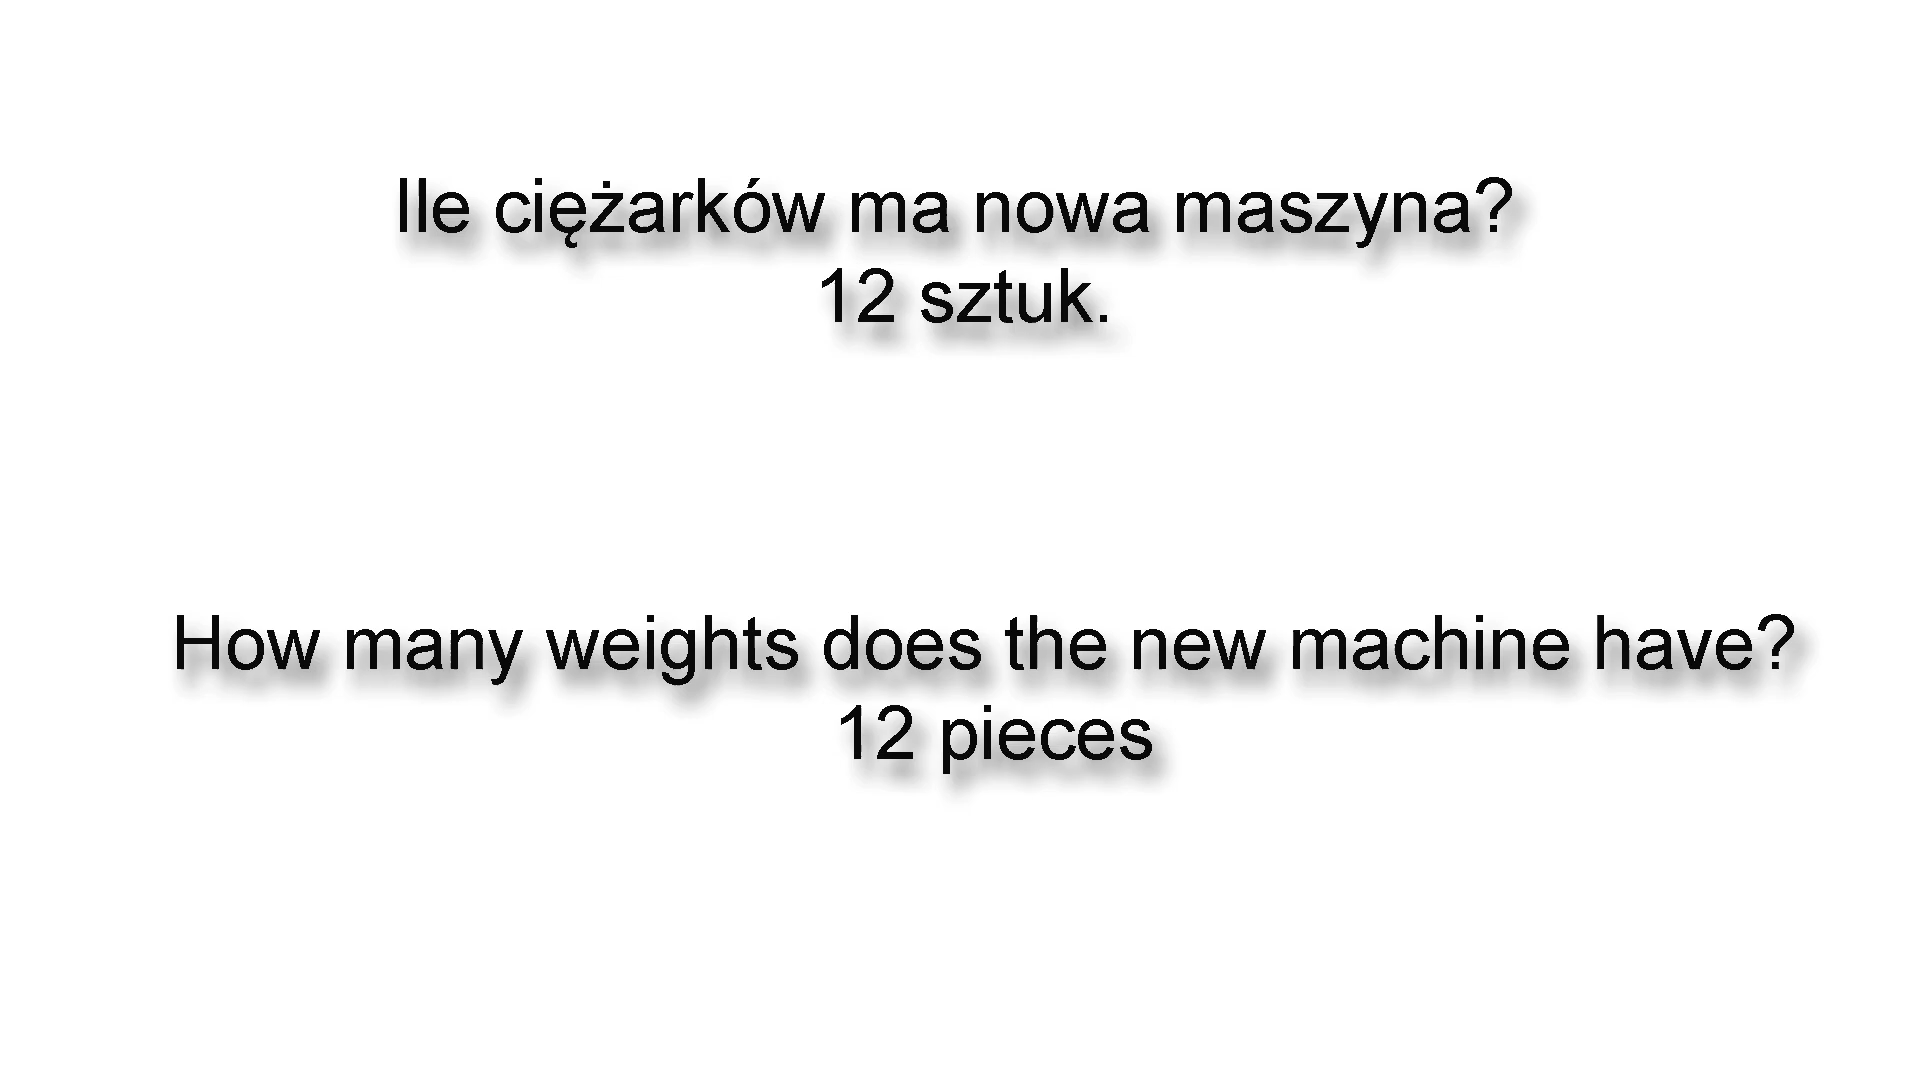 Ile ciężarków ma nowa maszyna?
12 sztuk.
How many weights does the new machine have?
12 pieces